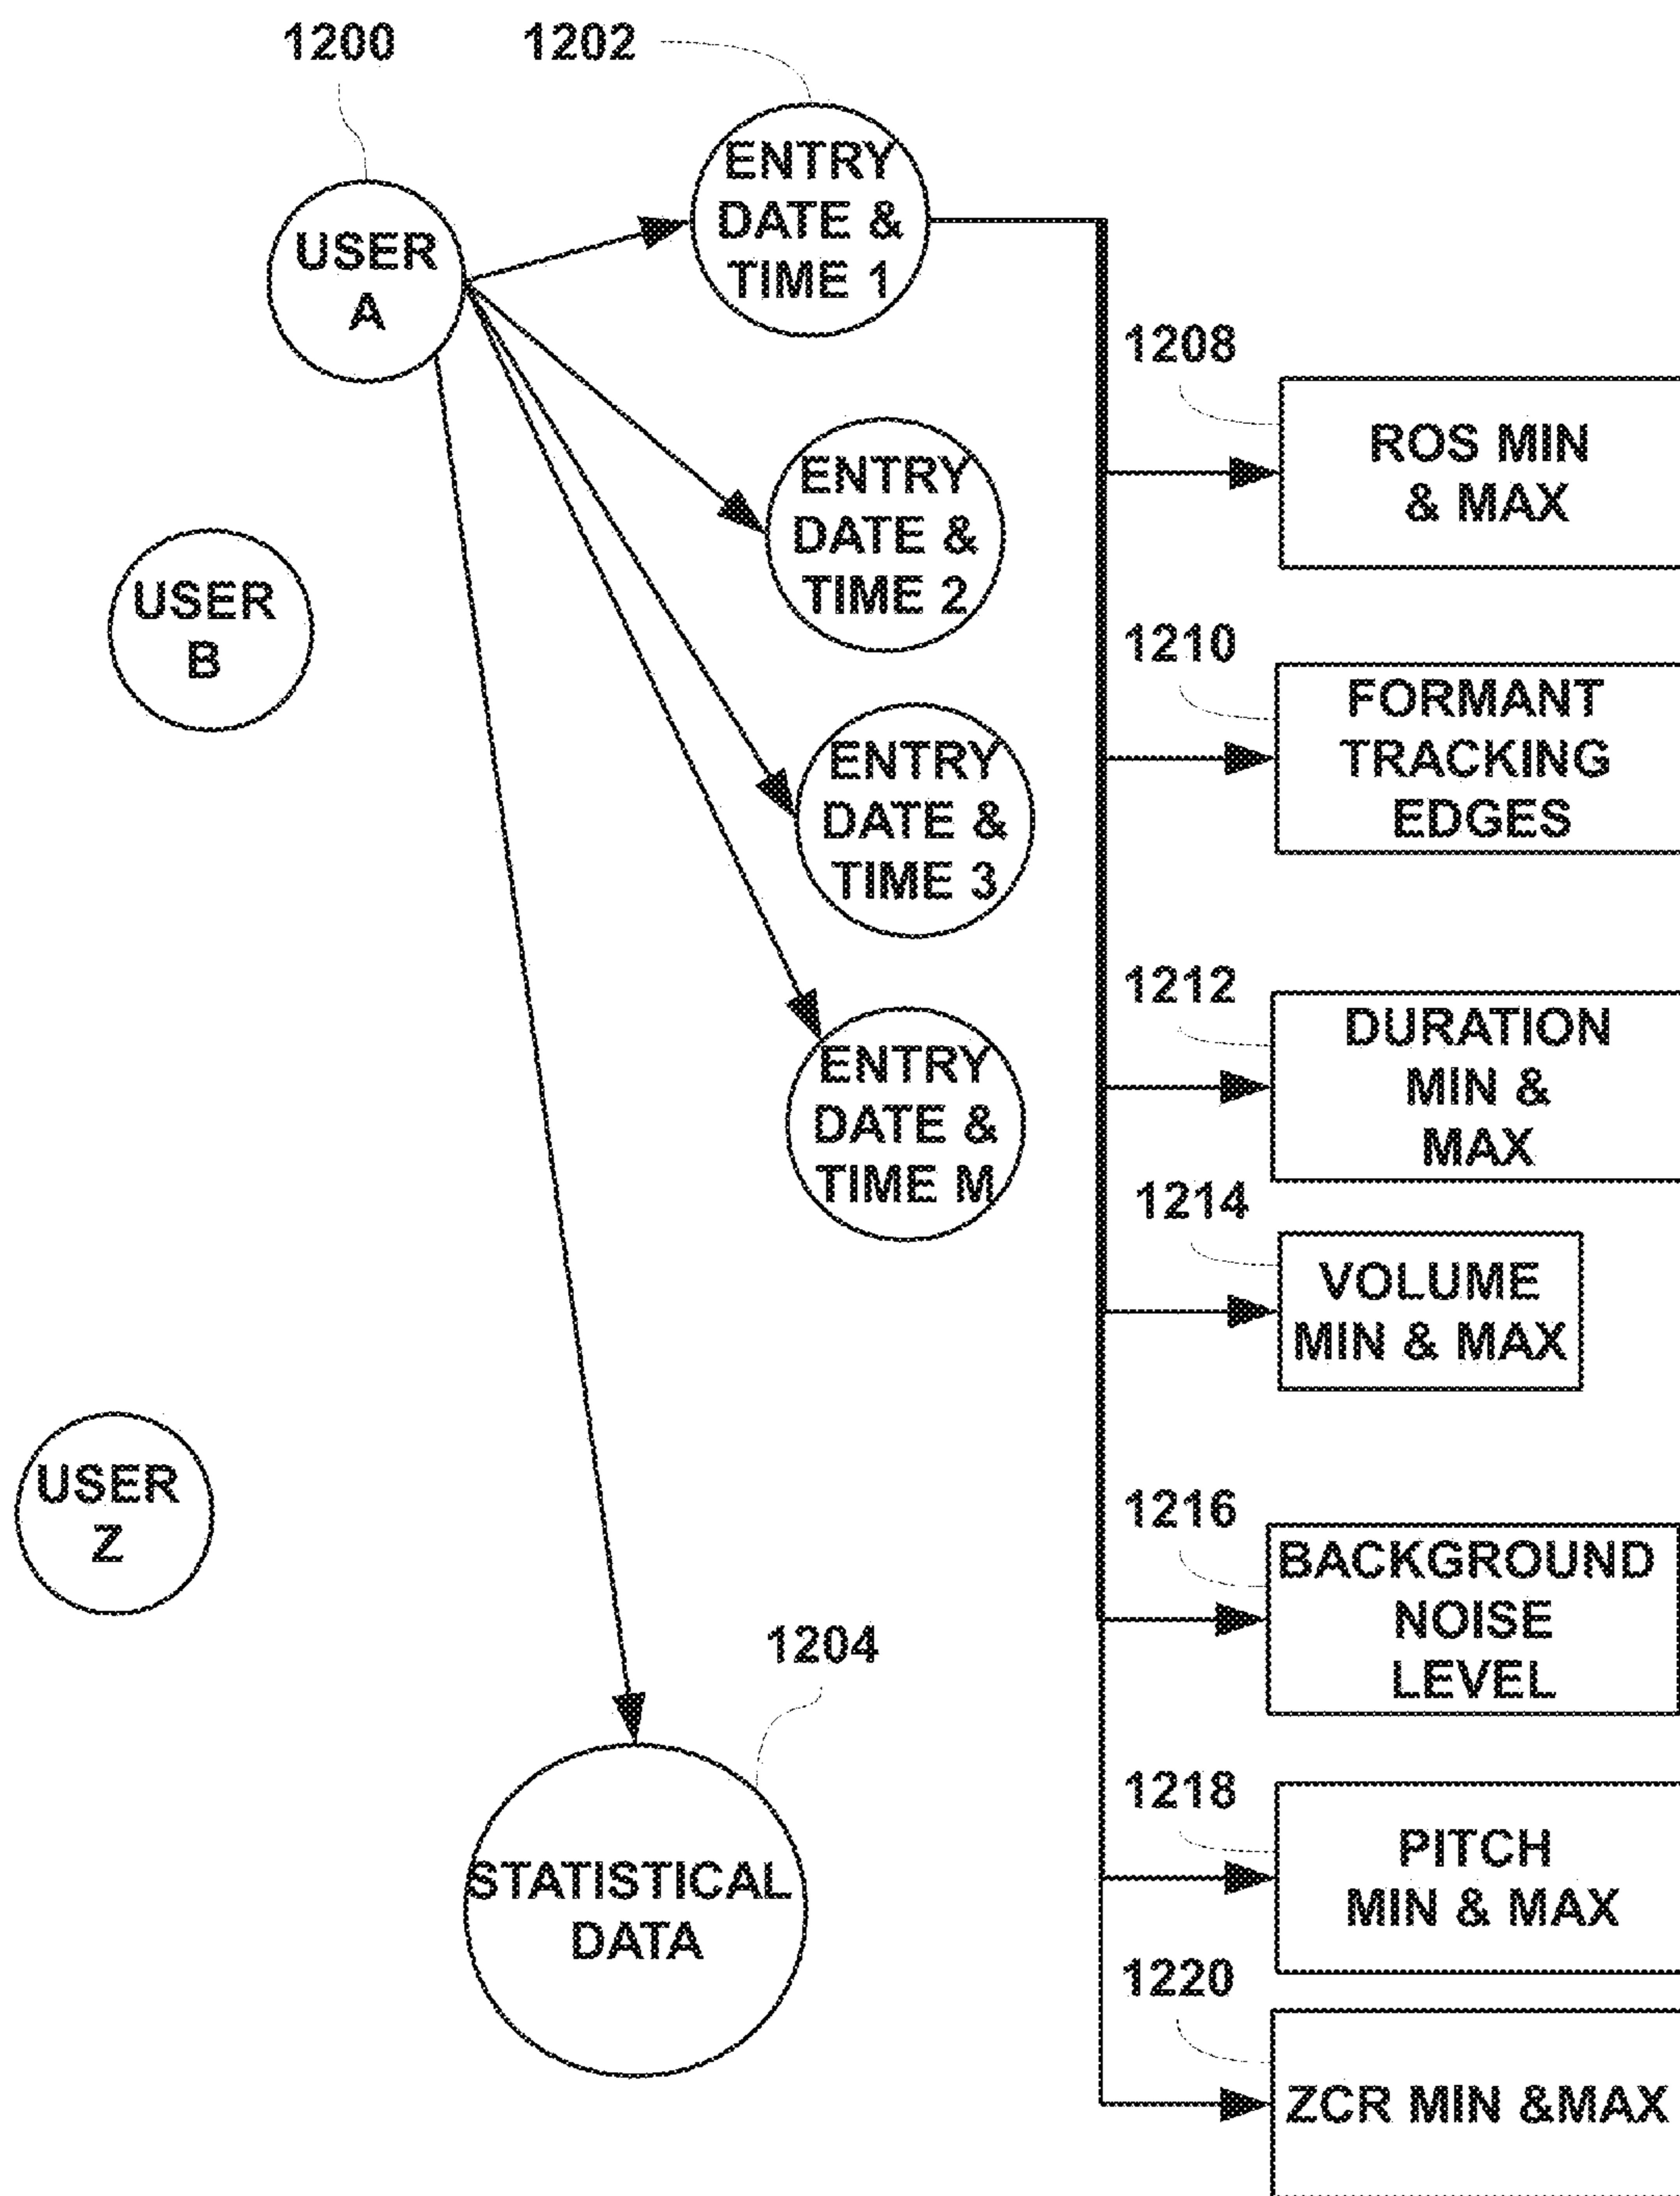 1200
1202
USER
A
ENTRY
DATE &
TIME 1
1208
ROS MIN
& MAX
ENTRY
DATE &
TIME 2
USER
B
1210
FORMANT
TRACKING
EDGES
ENTRY
DATE &
TIME 3
1212
DURATION
MIN &
MAX
ENTRY
DATE &
TIME M
1214
VOLUME
MIN & MAX
USER
Z
1216
BACKGROUND
NOISE
LEVEL
1204
STATISTICAL
DATA
1218
PITCH
MIN & MAX
1220
ZCR MIN &MAX